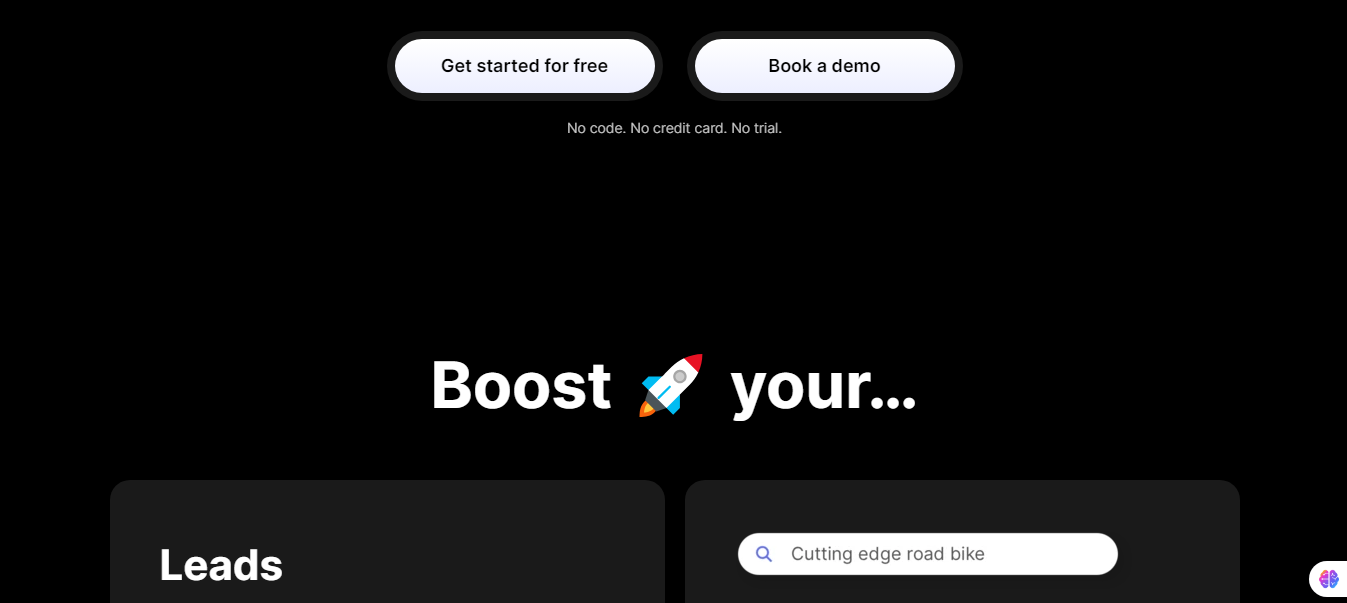 Get started for free
Book a demo
No code. No credit card. No trial.
Boost 🚀 your...
Leads
Cutting edge road bike